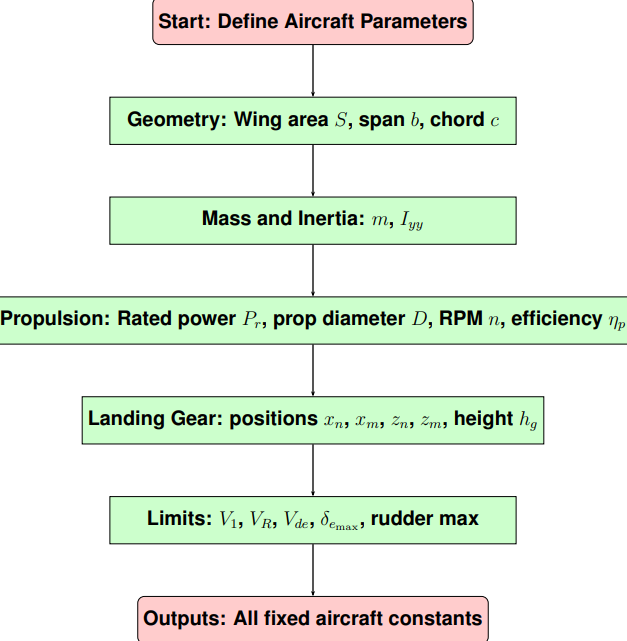 Start: Define Aircraft Parameters
Geometry: Wing area S, span b, chord c
Mass and Inertia: m, I_{yy}
Propulsion: Rated power P_r, prop diameter D, RPM n, efficiency η_p
Landing Gear: positions x_n, x_m, z_n, z_m, height h_g
Limits: V_1, V_R, V_{de}, δ_{e_{max}}, rudder max
Outputs: All fixed aircraft constants